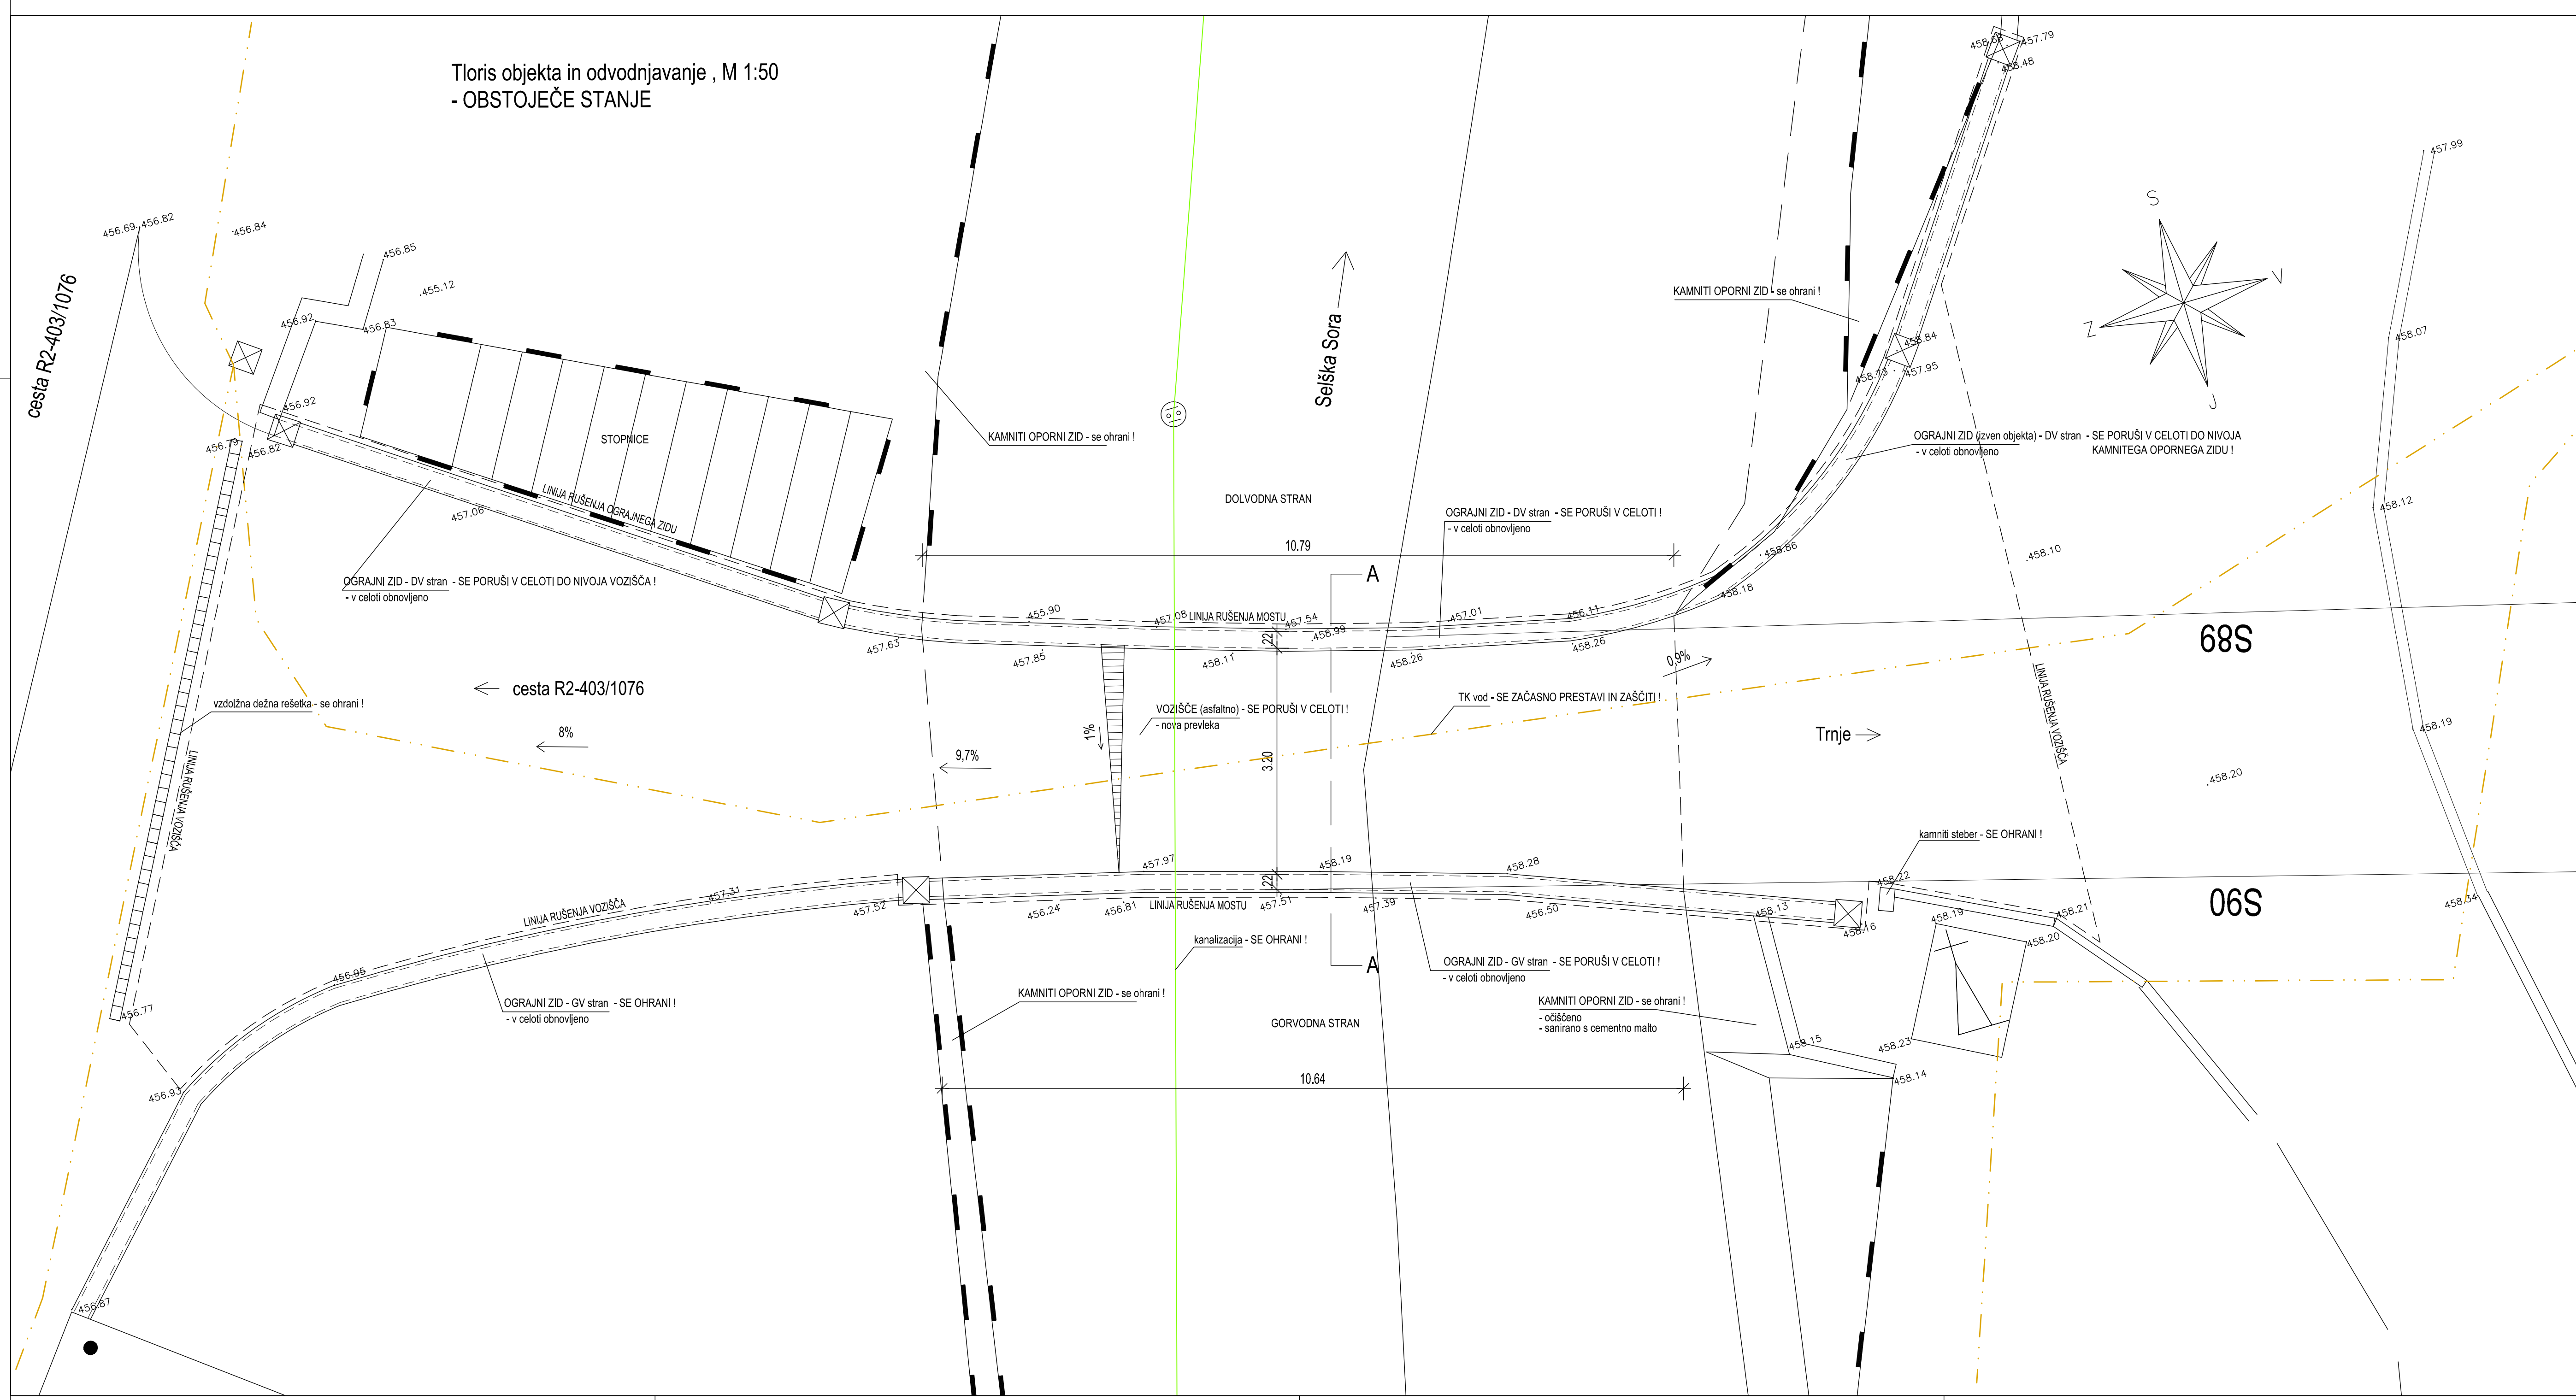 Tloris objekta in odvodnjavanje , M 1:50
- OBSTOJEČE STANJE
458.68
457.79
458.48
457.99
456.69
456.82
456.84
456.85
455.12
cesta R2-403/1076
456.92
456.83
S
V
Z
J
KAMNITI OPORNI ZID - se ohrani !
Selška Sora
458.84
458.73
457.95
458.07
456.92
456.79
456.82
STOPNICE
KAMNITI OPORNI ZID - se ohrani !
OGRAJNI ZID (izven objekta) - DV stran - SE PORUŠI V CELOTI DO NIVOJA
- v celoti obnovljeno
KAMNITEGA OPORNEGA ZIDU !
LINIJA RUŠENJA OGRAJNEGA ZIDU
457.06
DOLVODNA STRAN
OGRAJNI ZID - DV stran - SE PORUŠI V CELOTI !
- v celoti obnovljeno
458.12
10.79
458.86
458.10
A
OGRAJNI ZID - DV stran - SE PORUŠI V CELOTI DO NIVOJA VOZIŠČA !
- v celoti obnovljeno
458.18
455.90
457.08
LINIJA RUŠENJA MOSTU
457.54
457.01
456.11
458.99
22
457.63
457.85
458.11
458.26
458.26
0,9%
S89
cesta R2-403/1076
vzdolžna dežna rešetka - se ohrani !
TK vod - SE ZAČASNO PRESTAVI IN ZAŠČITI !
VOZIŠČE (asfaltno) - SE PORUŠI V CELOTI !
- nova prevleka
LINIJA RUŠENJA VOZIŠČA
8%
1%
9,7%
3.20
Trnje
458.19
458.20
LINIJA RUŠENJA VOZIŠČA
kamniti steber - SE OHRANI !
457.97
458.19
458.28
458.22
22
457.31
LINIJA RUŠENJA VOZIŠČA
457.52
456.24
456.81
LINIJA RUŠENJA MOSTU
457.51
457.39
456.50
458.13
458.16
458.19
458.21
458.20
458.34
S90
kanalizacija - SE OHRANI !
A
OGRAJNI ZID - GV stran - SE PORUŠI V CELOTI !
- v celoti obnovljeno
456.95
456.77
OGRAJNI ZID - GV stran - SE OHRANI !
- v celoti obnovljeno
KAMNITI OPORNI ZID - se ohrani !
KAMNITI OPORNI ZID - se ohrani !
- očiščeno
- sanirano s cementno malto
GORVODNA STRAN
458.15
458.23
458.14
10.64
456.93
456.87